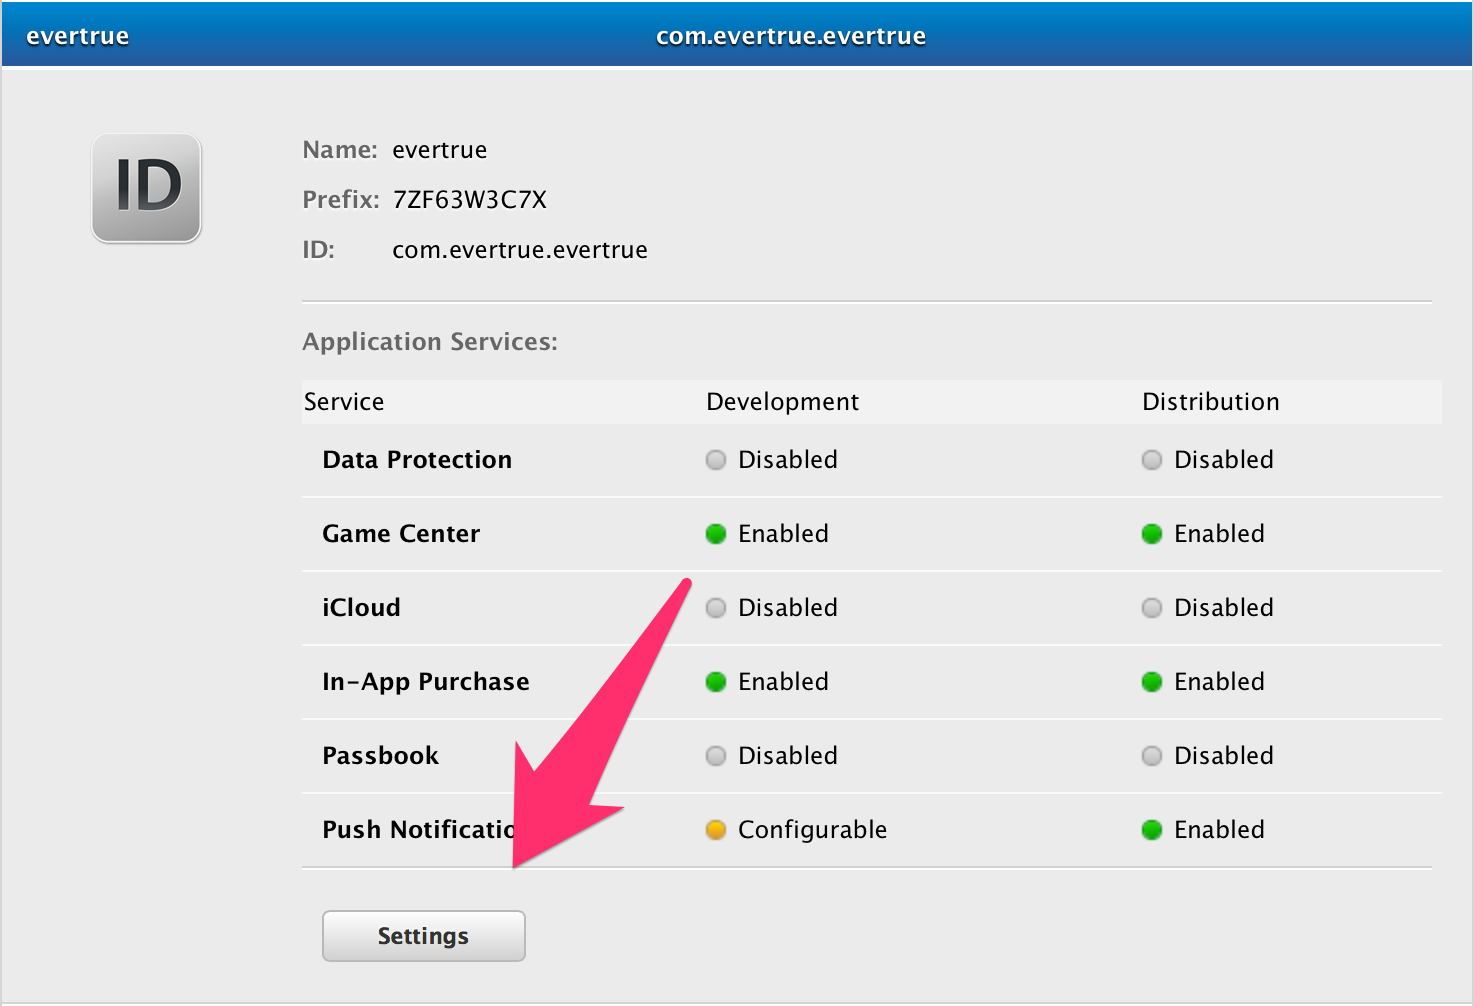 evertrue com.evertrue.evertrue
ID
Name: evertrue
Prefix: 7ZF63W3C7X
ID: com.evertrue.evertrue
Application Services:
Service Development Distribution
Data Protection Disabled Disabled
Game Center Enabled Enabled
iCloud Disabled Disabled
In-App Purchase Enabled Enabled
Passbook Disabled Disabled
Push Configurable Enabled
Settings